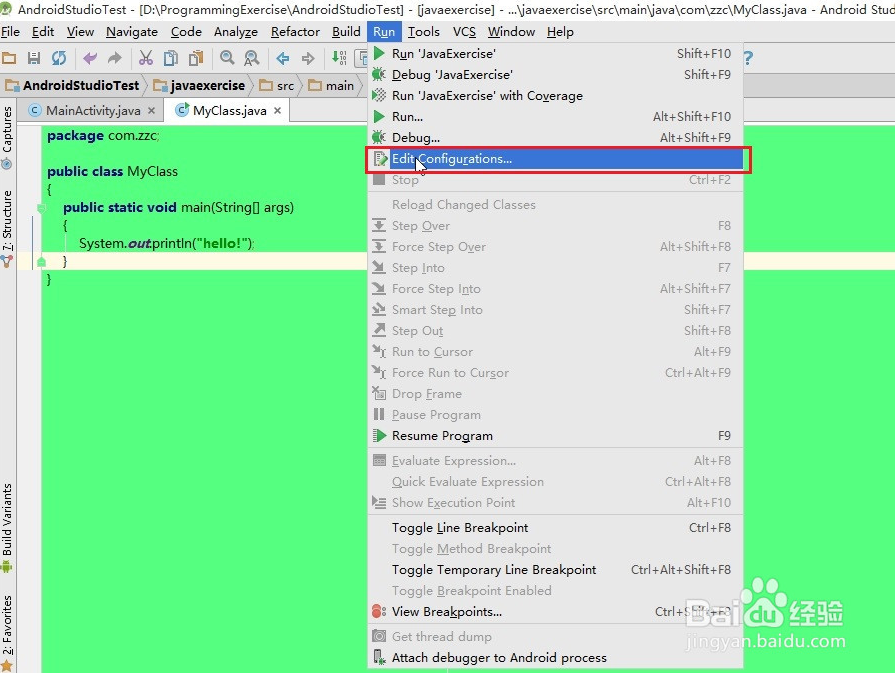 AndroidStudioTest - [D:\ProgrammingExercise\AndroidStudioTest] - [javaexercise] - ...\javaexercise\src\main\java\com\zzc\MyClass.java - Android Stud
File Edit View Navigate Code Analyze Refactor Build Run Tools VCS Window Help
AndroidStudioTest javaexercise src main
MainActivity.java MyClass.java
Captures
7: Structure
Build Variants
2: Favorites
package com.zzc;
public class MyClass
{
public static void main(String[] args)
{
System.out.println("hello!");
}
}
Run 'JavaExercise' Shift+F10
Debug 'JavaExercise' Shift+F9
Run 'JavaExercise' with Coverage
Run... Alt+Shift+F10
Debug... Alt+Shift+F9
Edit Configurations...
Stop Ctrl+F2
Reload Changed Classes
Step Over F8
Force Step Over Alt+Shift+F8
Step Into F7
Force Step Into Alt+Shift+F7
Smart Step Into Shift+F7
Step Out Shift+F8
Run to Cursor Alt+F9
Force Run to Cursor Ctrl+Alt+F9
Drop Frame
Pause Program
Resume Program F9
Evaluate Expression... Alt+F8
Quick Evaluate Expression Ctrl+Alt+F8
Show Execution Point Alt+F10
Toggle Line Breakpoint Ctrl+F8
Toggle Method Breakpoint
Toggle Temporary Line Breakpoint Ctrl+Alt+Shift+F8
Toggle Breakpoint Enabled
View Breakpoints... Ctrl+Shift+F8
Get thread dump
Attach debugger to Android process
Bai 经验
jingyan.baidu.com